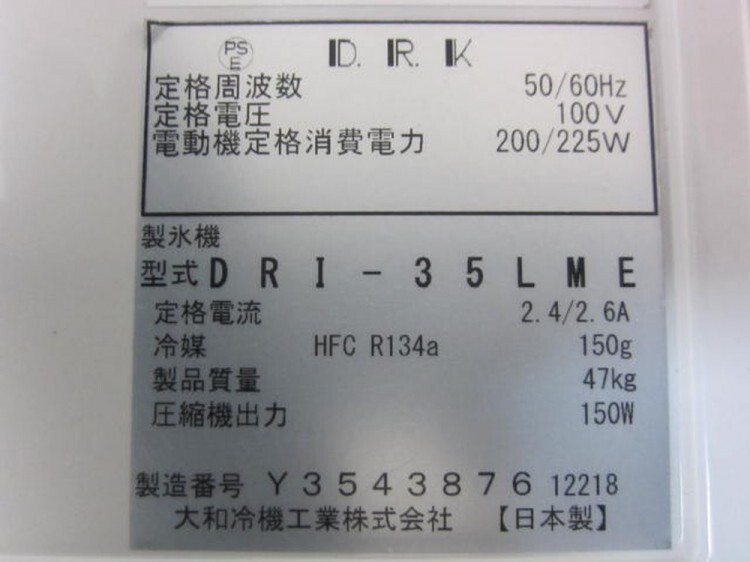 PS
E
D. R. K
定格周波数 50/60Hz
定格電圧 100V
電動機定格消費電力 200/225W
製氷機
型式 DRI-35LME
定格電流 2.4/2.6A
冷媒 HFC R134a 150g
製品質量 47kg
圧縮機出力 150W
製造番号 Y3543876 12218
大和冷機工業株式会社 【日本製】